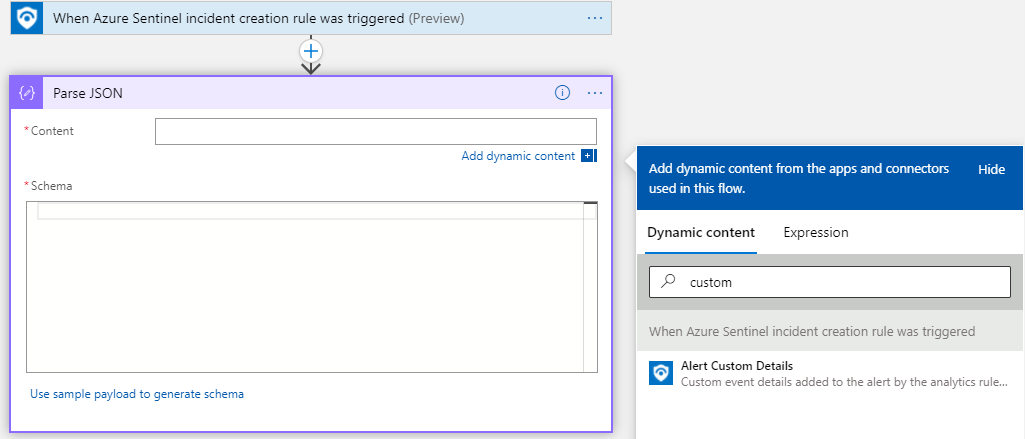 When Azure Sentinel incident creation rule was triggered (Preview) ...
{} Parse JSON i ...
* Content
Add dynamic content +
* Schema
Use sample payload to generate schema
Add dynamic content from the apps and connectors
used in this flow.
Hide
Dynamic content Expression
custom
When Azure Sentinel incident creation rule was triggered
Alert Custom Details
Custom event details added to the alert by the analytics rule...